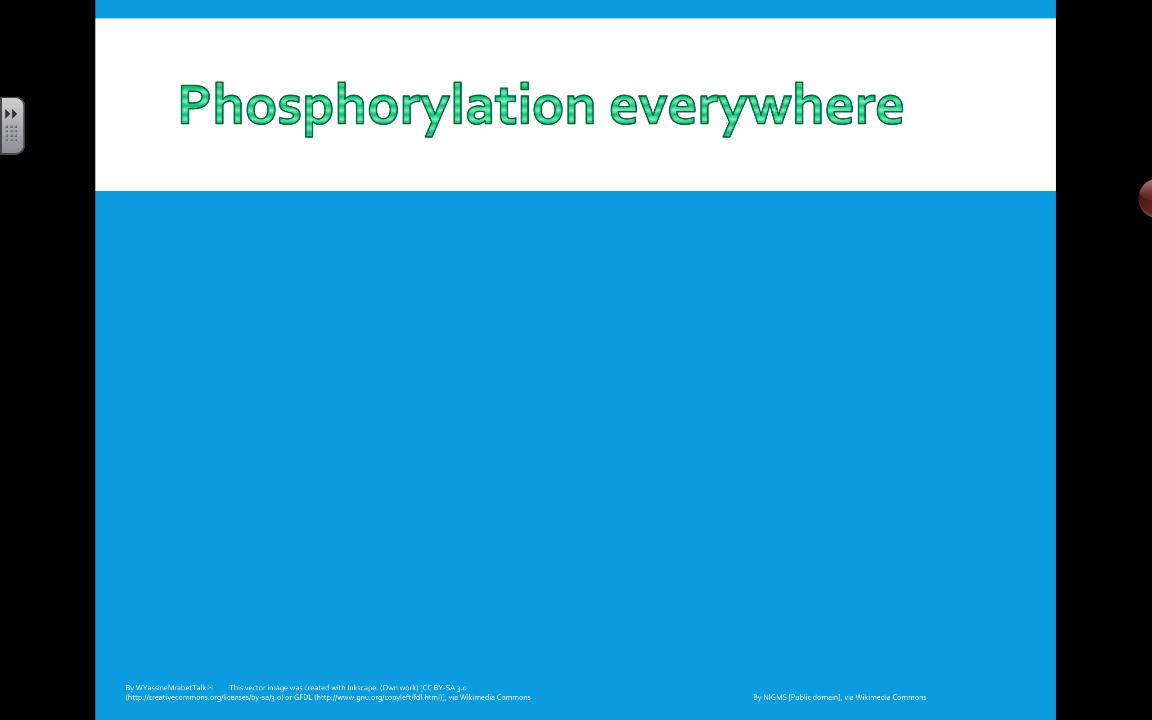 Phosphorylation everywhere
By WYassineMrabetTalk✉ This vector image was created with Inkscape. (Own work) [CC BY-SA 3.0
(http://creativecommons.org/licenses/by-sa/3.0) or GFDL (http://www.gnu.org/copyleft/fdl.html)], via Wikimedia Commons
By NIGMS [Public domain], via Wikimedia Commons